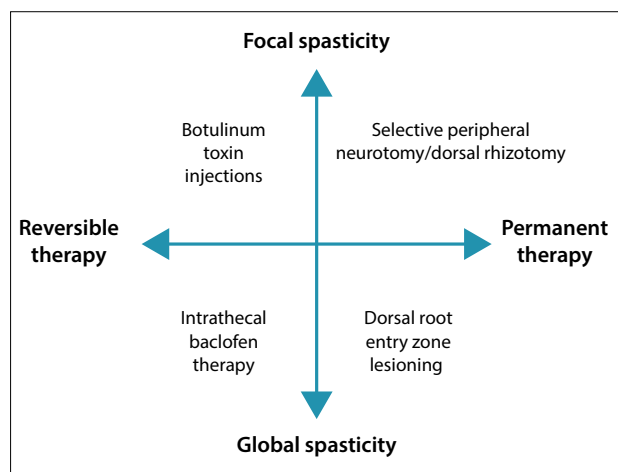 Focal spasticity
Botulinum
toxin
injections
Selective peripheral
neurotomy/dorsal rhizotomy
Reversible
therapy
Permanent
therapy
Intrathecal
baclofen
therapy
Dorsal root
entry zone
lesioning
Global spasticity